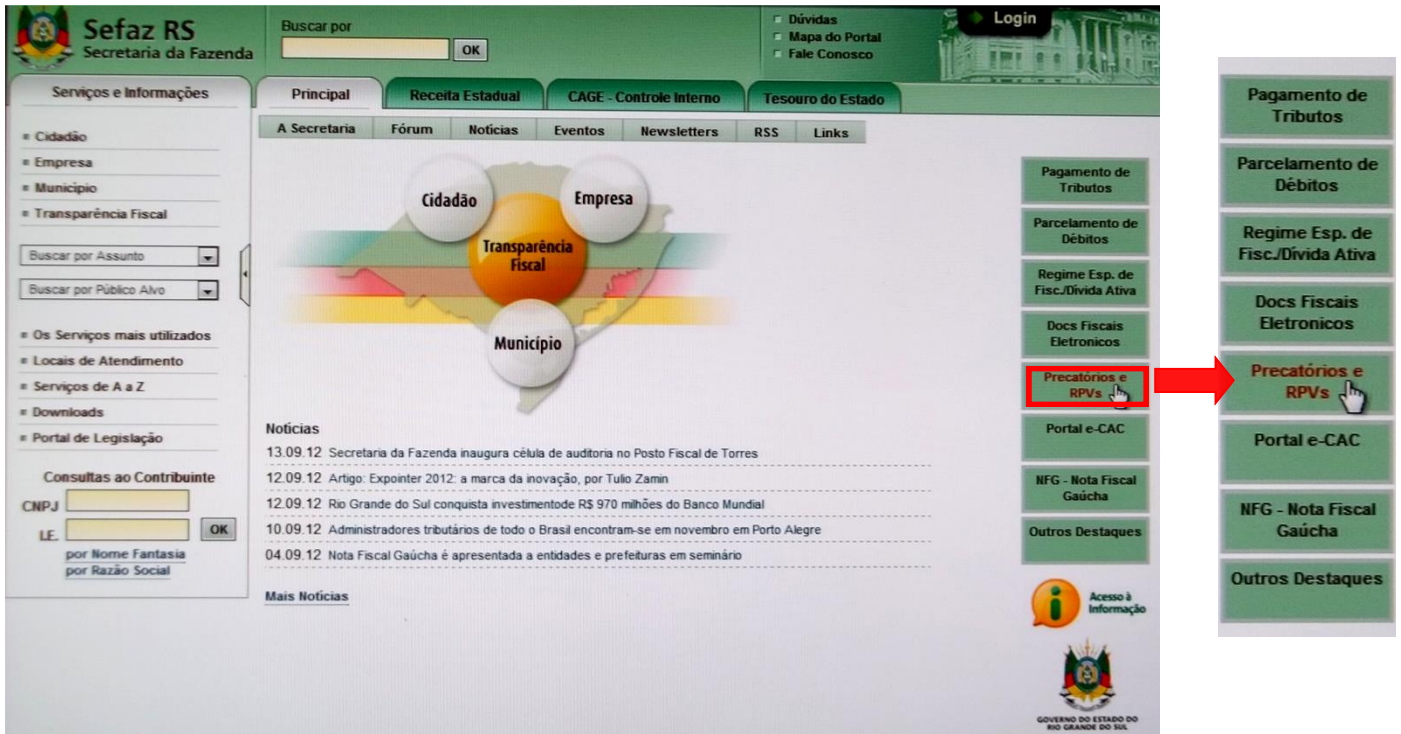 Sefaz RS
Secretaria da Fazenda
Buscar por
OK
Dúvidas
Mapa do Portal
Fale Conosco
Login
Serviços e Informações
Principal
Receita Estadual
CAGE - Controle Interno
Tesouro do Estado
A Secretaria
Fórum
Notícias
Eventos
Newsletters
RSS
Links
Cidadão
Empresa
Município
Transparência Fiscal
Buscar por Assunto
Buscar por Público Alvo
Os Serviços mais utilizados
Locais de Atendimento
Serviços de A a Z
Downloads
Portal de Legislação
Consultas ao Contribuinte
CNPJ
I.E.
OK
por Nome Fantasia
por Razão Social
Cidadão
Empresa
Transparência
Fiscal
Município
Notícias
13.09.12 Secretaria da Fazenda inaugura célula de auditoria no Posto Fiscal de Torres
12.09.12 Artigo: Expointer 2012: a marca da inovação, por Tulio Zamin
12.09.12 Rio Grande do Sul conquista investimentode R$ 970 milhões do Banco Mundial
10.09.12 Administradores tributários de todo o Brasil encontram-se em novembro em Porto Alegre
04.09.12 Nota Fiscal Gaúcha é apresentada a entidades e prefeituras em seminário
Mais Notícias
Pagamento de
Tributos
Parcelamento de
Débitos
Regime Esp. de
Fisc./Dívida Ativa
Docs Fiscais
Eletronicos
Precatórios e
RPVs
Portal e-CAC
NFG - Nota Fiscal
Gaúcha
Outros Destaques
Acesso à
Informação
GOVERNO DO ESTADO DO
RIO GRANDE DO SUL
Pagamento de
Tributos
Parcelamento de
Débitos
Regime Esp. de
Fisc./Dívida Ativa
Docs Fiscais
Eletronicos
Precatórios e
RPVs
Portal e-CAC
NFG - Nota Fiscal
Gaúcha
Outros Destaques